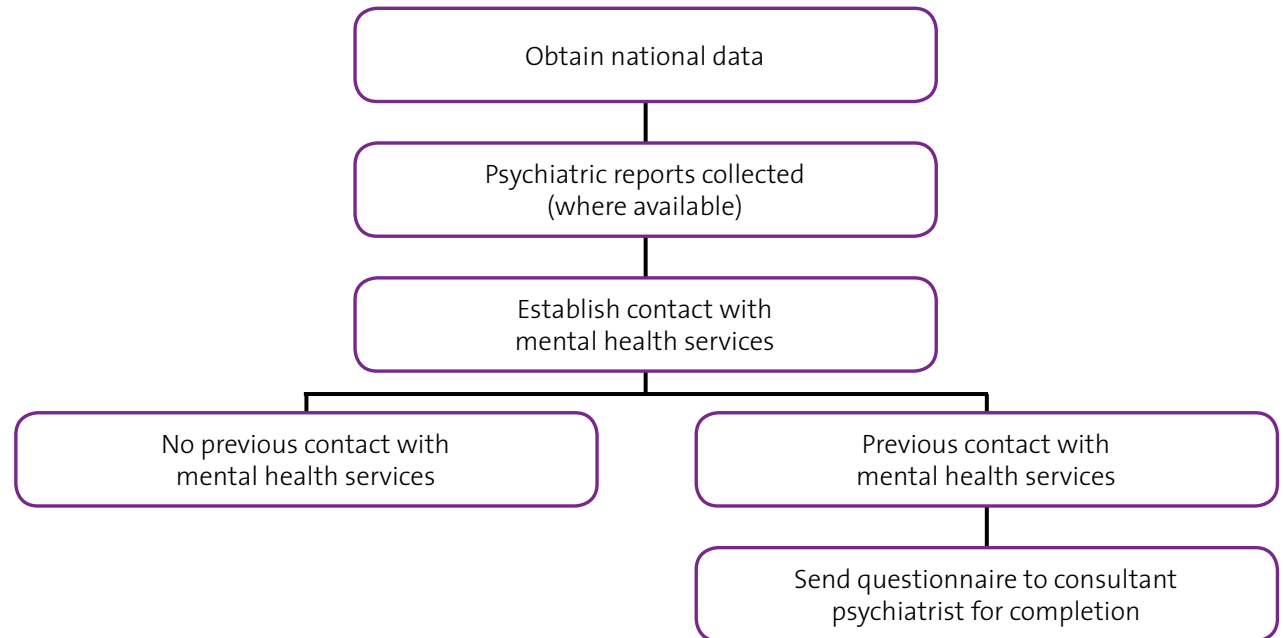 Obtain national data
Psychiatric reports collected
(where available)
Establish contact with
mental health services
No previous contact with
mental health services
Previous contact with
mental health services
Send questionnaire to consultant
psychiatrist for completion